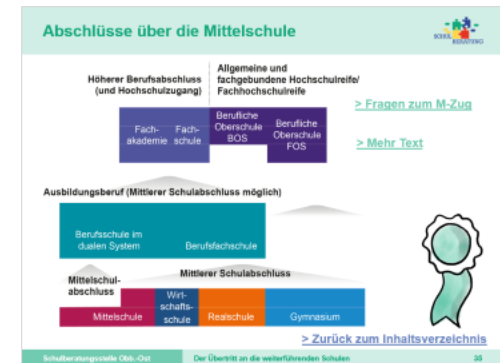 Abschlüsse über die Mittelschule
SCHUL
BERATUNG
Höherer Berufsabschluss
(und Hochschulzugang)
Allgemeine und
fachgebundene Hochschulreife/
Fachhochschulreife
Fach-
akademie
Fach-
schule
Berufliche
Oberschule
BOS
Berufliche
Oberschule
FOS
> Fragen zum M-Zug
> Mehr Text
Ausbildungsberuf (Mittlerer Schulabschluss möglich)
Berufsschule im
dualen System
Berufsfachschule
Mittelschul-
abschluss
Mittlerer Schulabschluss
Mittelschule
Wirt-
schafts-
schule
Realschule
Gymnasium
> Zurück zum Inhaltsverzeichnis
Schulberatungsstelle Obb.-Ost
Der Übertritt an die weiterführenden Schulen